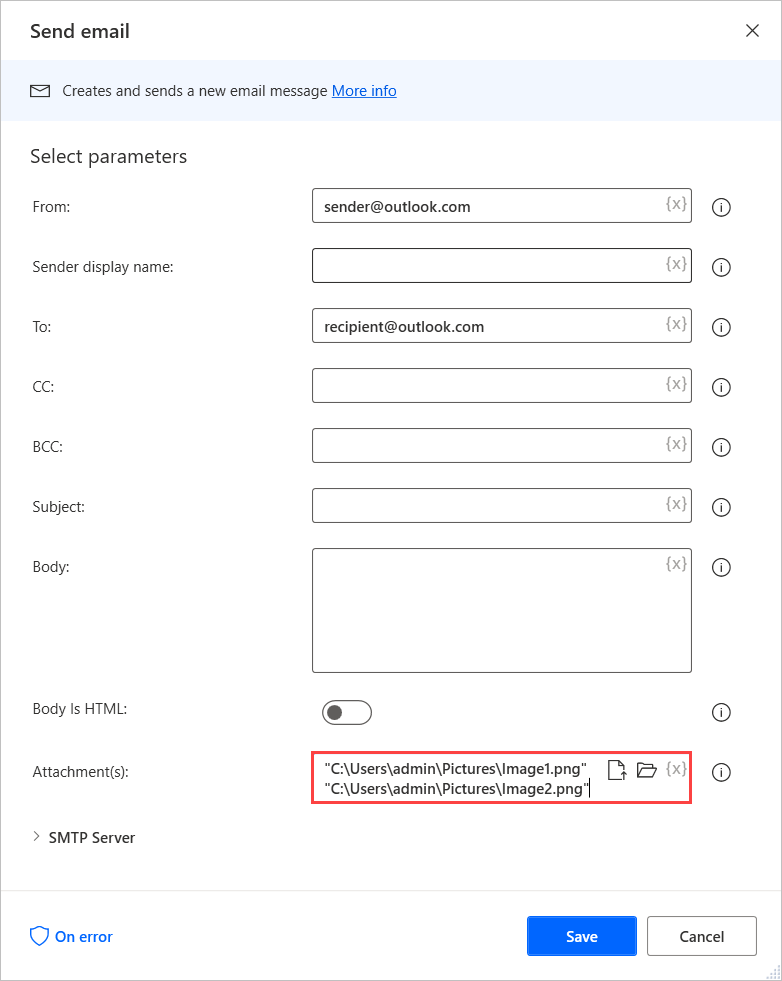 Send email
Creates and sends a new email message More info
Select parameters
From:
sender@outlook.com {x}
Sender display name:
{x}
To:
recipient@outlook.com {x}
CC:
{x}
BCC:
{x}
Subject:
{x}
Body:
{x}
Body Is HTML:
Attachment(s):
"C:\Users\admin\Pictures\Image1.png" {x}
"C:\Users\admin\Pictures\Image2.png"
SMTP Server
On error
Save
Cancel